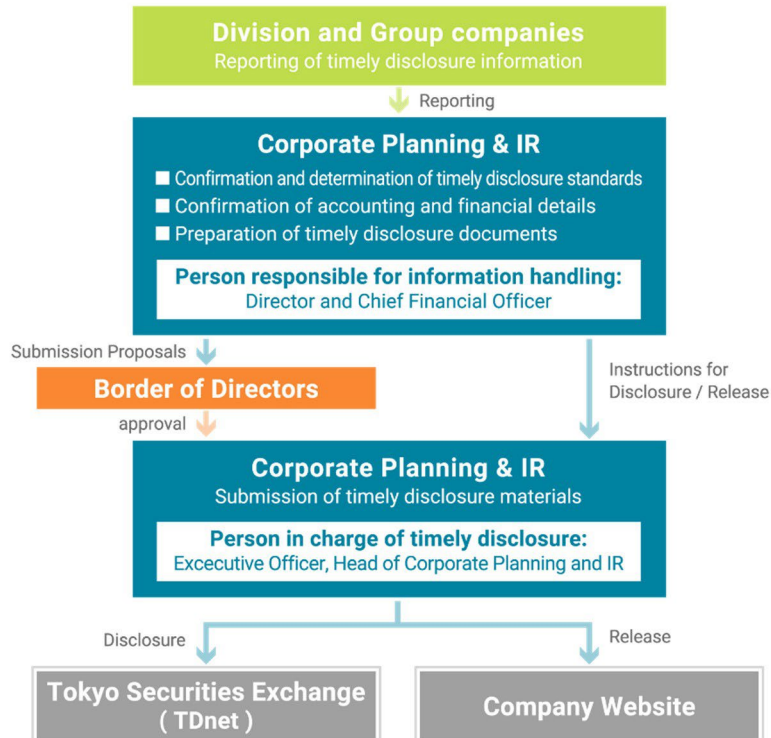 Division and Group companies
Reporting of timely disclosure information
Reporting
Corporate Planning & IR
Confirmation and determination of timely disclosure standards
Confirmation of accounting and financial details
Preparation of timely disclosure documents
Person responsible for information handling:
Director and Chief Financial Officer
Submission Proposals
Border of Directors
approval
Instructions for
Disclosure / Release
Corporate Planning & IR
Submission of timely disclosure materials
Person in charge of timely disclosure:
Excecutive Officer, Head of Corporate Planning and IR
Disclosure
Release
Tokyo Securities Exchange
( TDnet )
Company Website